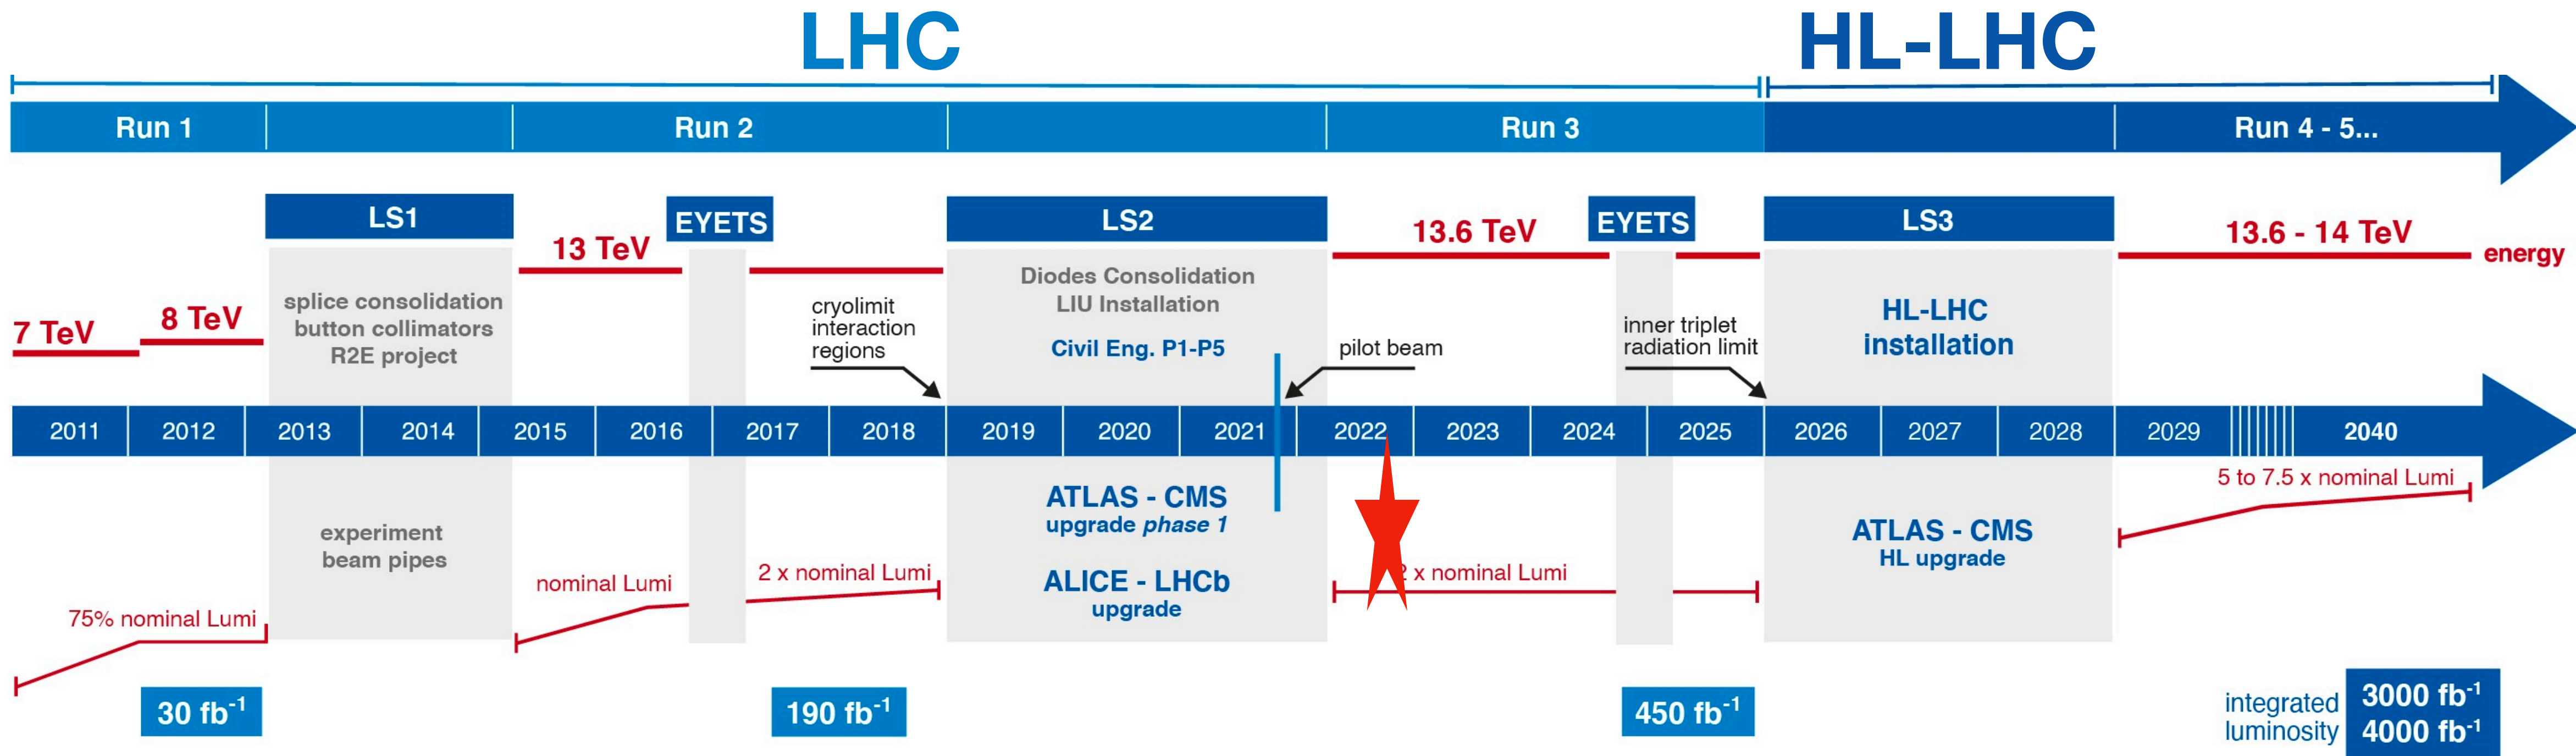 LHC
HL-LHC
Run 1
Run 2
Run 3
Run 4 - 5...
LS1
EYETS
LS2
EYETS
LS3
13 TeV
13.6 TeV
13.6 - 14 TeV
energy
7 TeV
8 TeV
splice consolidation
button collimators
R2E project
cryolimit
interaction
regions
Diodes Consolidation
LIU Installation
Civil Eng. P1-P5
pilot beam
inner triplet
radiation limit
HL-LHC
installation
2011
2012
2013
2014
2015
2016
2017
2018
2019
2020
2021
2022
2023
2024
2025
2026
2027
2028
2029
2040
experiment
beam pipes
ATLAS - CMS
upgrade phase 1
ALICE - LHCb
upgrade
ATLAS - CMS
HL upgrade
75% nominal Lumi
nominal Lumi
2 x nominal Lumi
2 x nominal Lumi
5 to 7.5 x nominal Lumi
30 fb⁻¹
190 fb⁻¹
450 fb⁻¹
integrated
luminosity
3000 fb⁻¹
4000 fb⁻¹